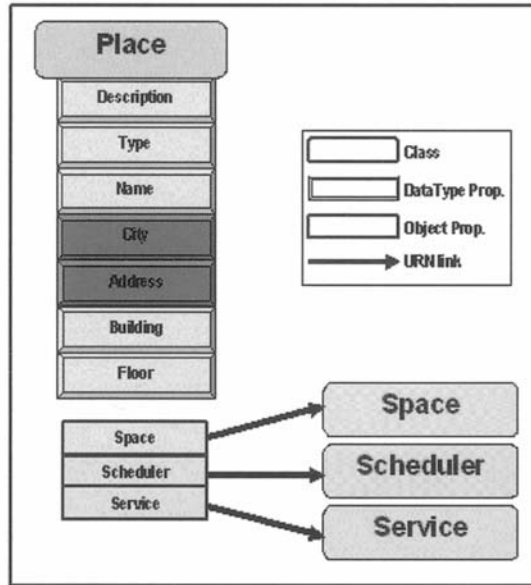 Place
Description
Type
Name
City
Address
Building
Floor
Class
DataType Prop.
Object Prop.
URN link
Space
Scheduler
Service
Space
Scheduler
Service